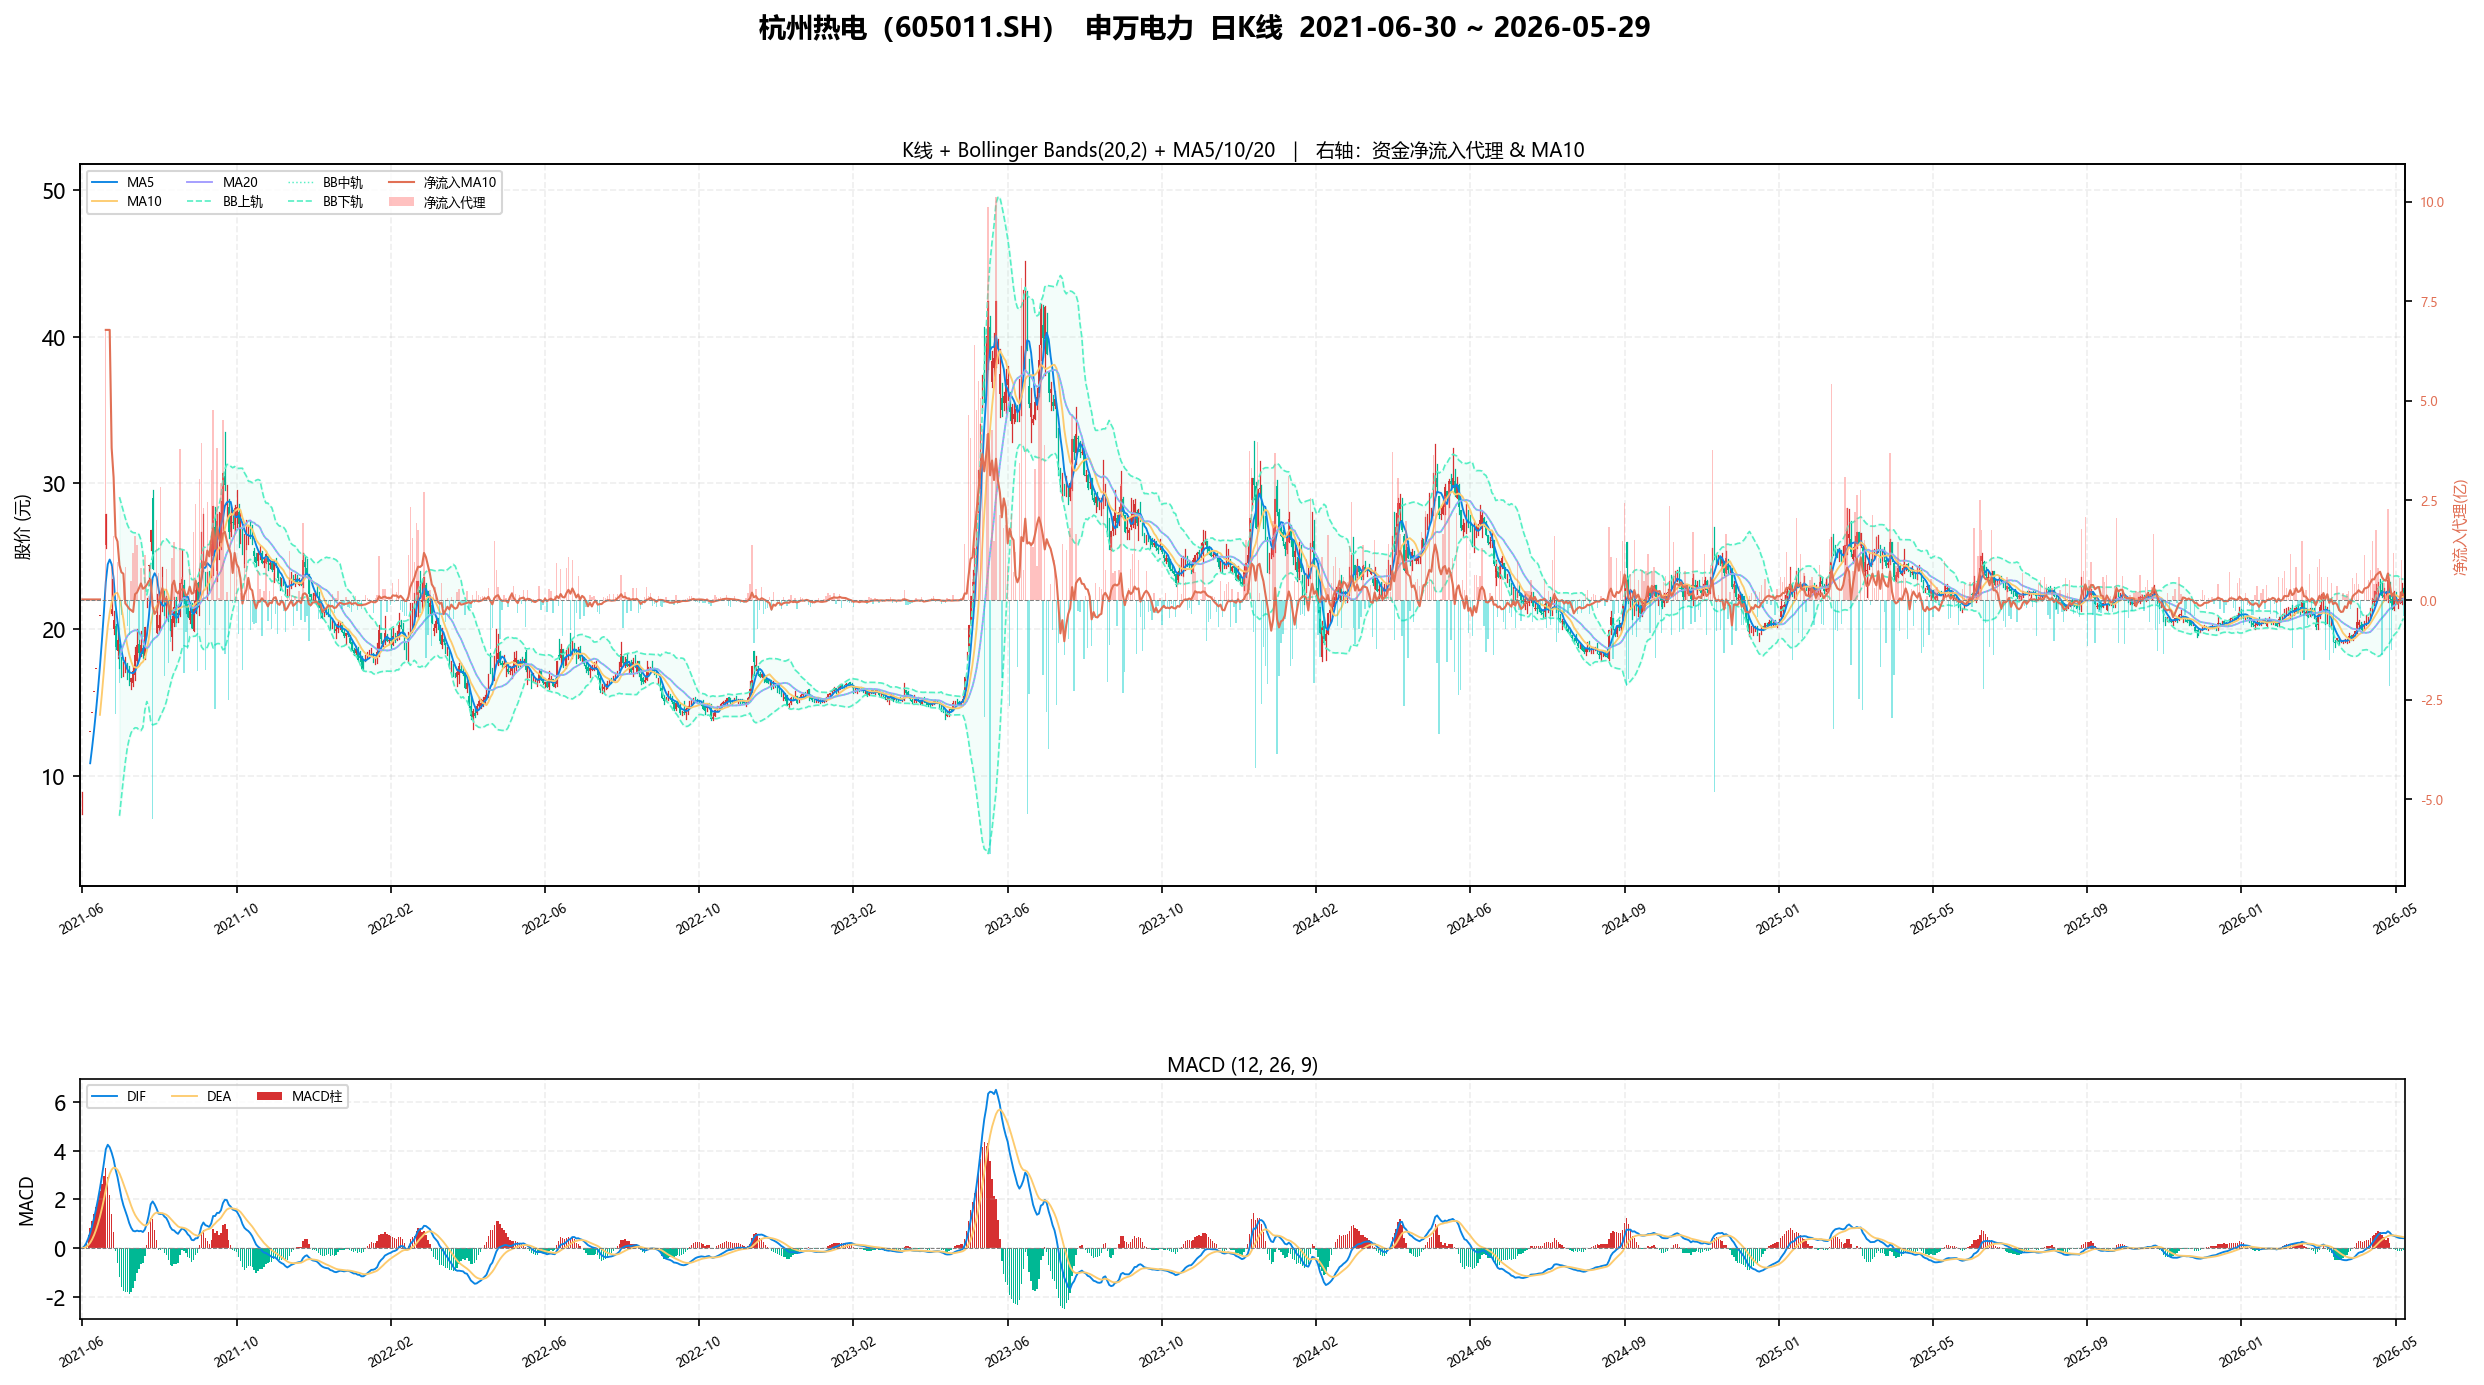 杭州热电（605011.SH） 申万电力 日K线 2021-06-30 ~ 2026-05-29
K线 + Bollinger Bands(20,2) + MA5/10/20 | 右轴：资金净流入代理 & MA10
MA5 MA20 BB中轨 净流入MA10
MA10 BB上轨 BB下轨 净流入代理
50
40
30
20
10
股价 (元)
10.0
7.5
5.0
2.5
0.0
-2.5
-5.0
净流入代理(亿)
2021-06 2021-10 2022-02 2022-06 2022-10 2023-02 2023-06 2023-10 2024-02 2024-06 2024-09 2025-01 2025-05 2025-09 2026-01 2026-05
MACD (12, 26, 9)
DIF DEA MACD柱
6
4
2
0
-2
MACD
2021-06 2021-10 2022-02 2022-06 2022-10 2023-02 2023-06 2023-10 2024-02 2024-06 2024-09 2025-01 2025-05 2025-09 2026-01 2026-05